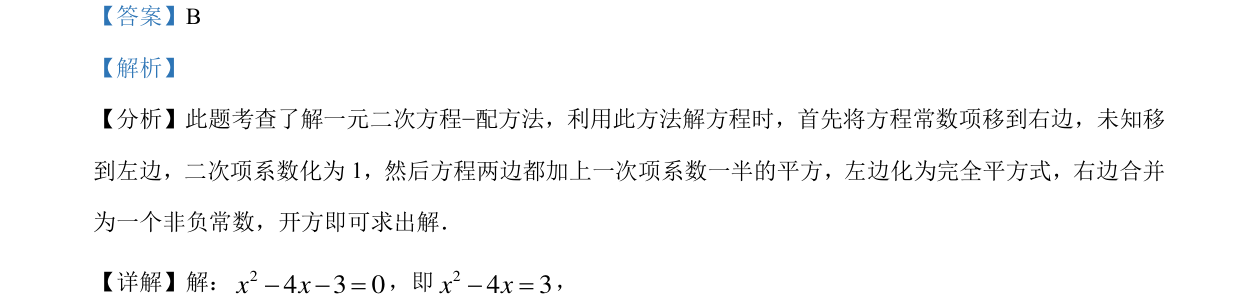 【答案】B
【解析】
【分析】此题考查了解一元二次方程−配方法，利用此方法解方程时，首先将方程常数项移到右边，未知移
到左边，二次项系数化为 1，然后方程两边都加上一次项系数一半的平方，左边化为完全平方式，右边合并
为一个非负常数，开方即可求出解．
【详解】解：x² − 4x − 3 = 0，即 x² − 4x = 3，